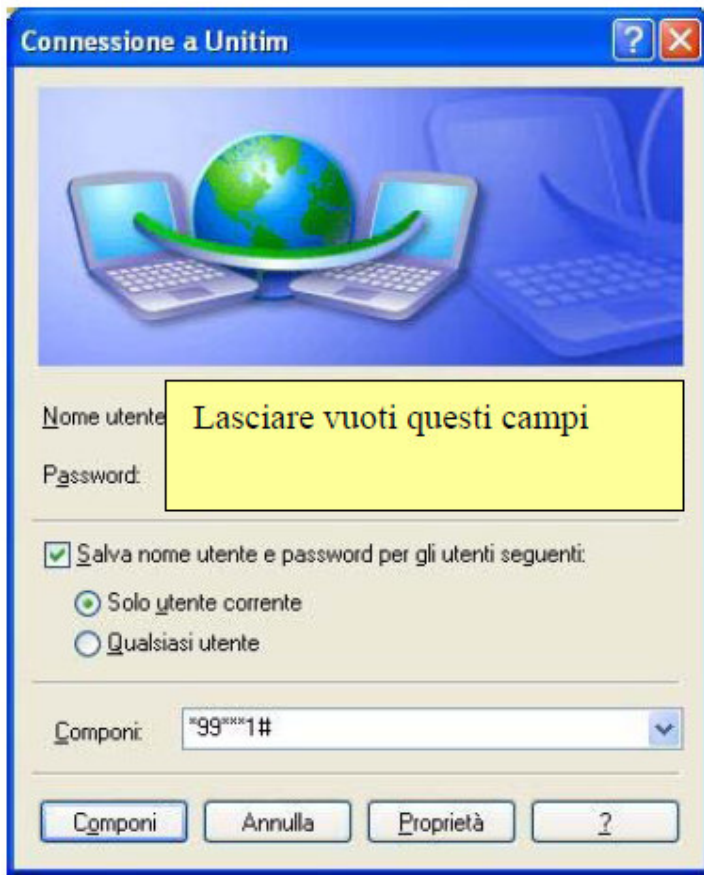 Connessione a Unitim
Nome utente
Lasciare vuoti questi campi
Password:
Salva nome utente e password per gli utenti seguenti:
Solo utente corrente
Qualsiasi utente
Componi: *99***1#
Componi Annulla Proprietà ?